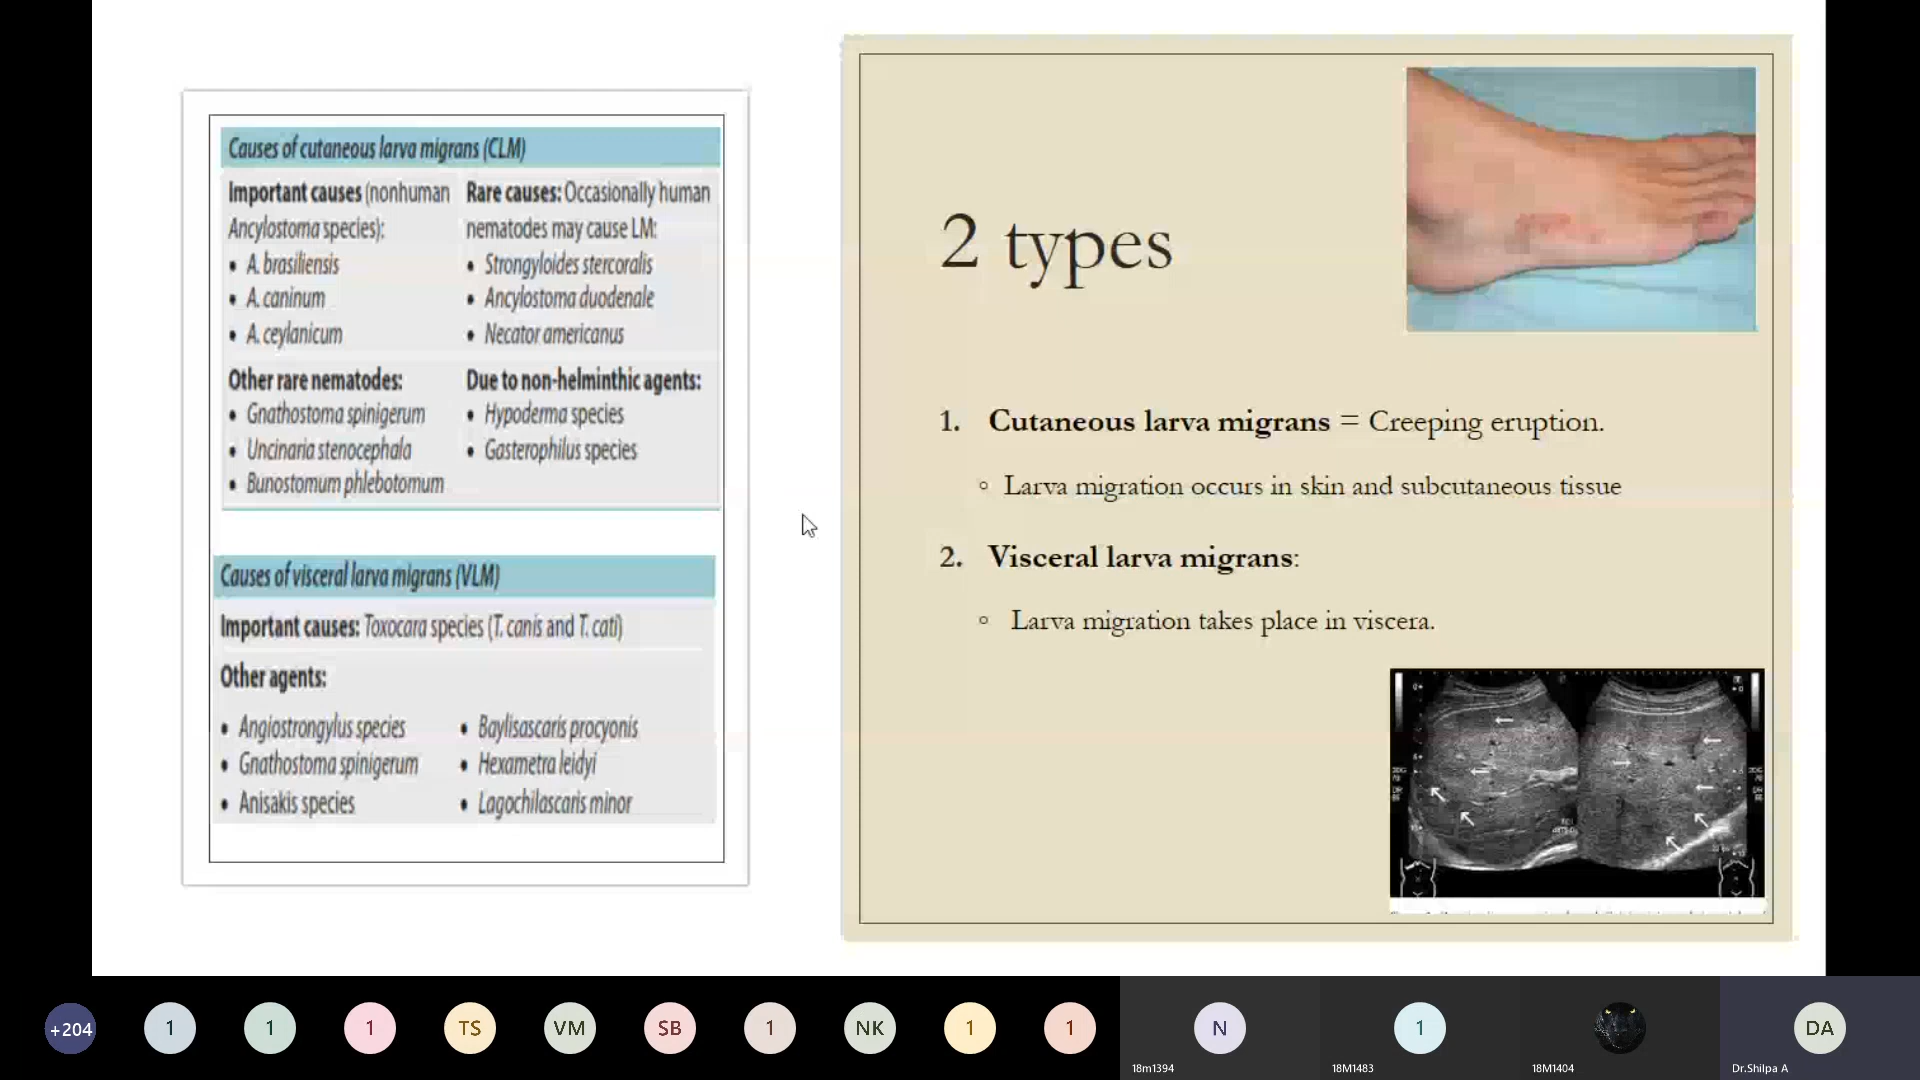 Causes of cutaneous larva migrans (CLM)
Important causes (nonhuman
Ancylostoma species):
• A. brasiliensis
• A. caninum
• A. ceylanicum
Rare causes: Occasionally human
nematodes may cause LM:
• Strongyloides stercoralis
• Ancylostoma duodenale
• Necator americanus
Other rare nematodes:
• Gnathostoma spinigerum
• Uncinaria stenocephala
• Bunostomum phlebotomum
Due to non-helminthic agents:
• Hypoderma species
• Gasterophilus species
Causes of visceral larva migrans (VLM)
Important causes: Toxocara species (T. canis and T. cati)
Other agents:
• Angiostrongylus species
• Gnathostoma spinigerum
• Anisakis species
• Baylisascaris procyonis
• Hexametra leidyi
• Lagochilascaris minor
2 types
1. Cutaneous larva migrans = Creeping eruption.
◦ Larva migration occurs in skin and subcutaneous tissue
2. Visceral larva migrans:
◦ Larva migration takes place in viscera.
+204
1
1
1
TS
VM
SB
1
NK
1
1
N
18m1394
1
18M1483
18M1404
DA
Dr.Shilpa A